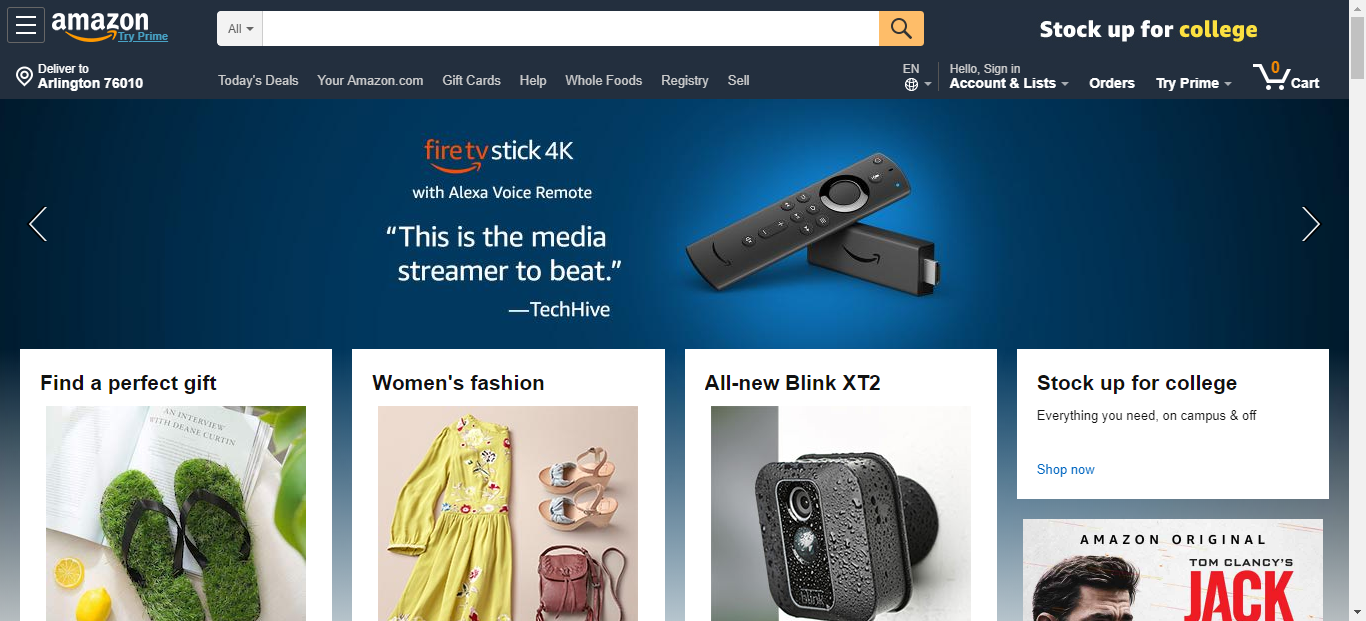 amazon
Try Prime
All
Stock up for college
Deliver to
Arlington 76010
Today's Deals
Your Amazon.com
Gift Cards
Help
Whole Foods
Registry
Sell
EN
Hello, Sign in
Account & Lists
Orders
Try Prime
0
Cart
fire tv stick 4K
with Alexa Voice Remote
“This is the media
streamer to beat.”
—TechHive
Find a perfect gift
AN INTERVIEW
WITH DEANE CURTIN
Women's fashion
All-new Blink XT2
blink
Stock up for college
Everything you need, on campus & off
Shop now
AMAZON ORIGINAL
TOM CLANCY'S
JACK